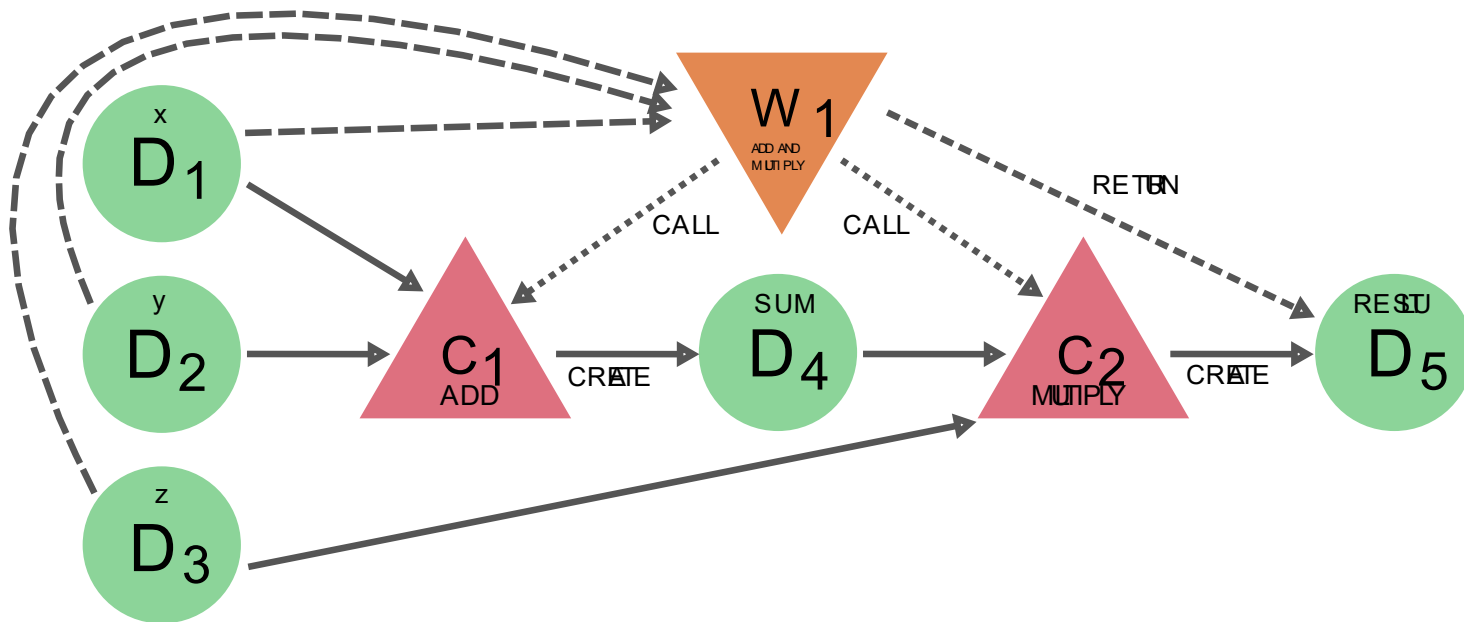 x
D1
W 1
ADD AND
MULTIPLY
RETURN
CALL
CALL
y
D2
C1
ADD
CREATE
SUM
D4
C2
MULTIPLY
CREATE
RESULT
D5
z
D3